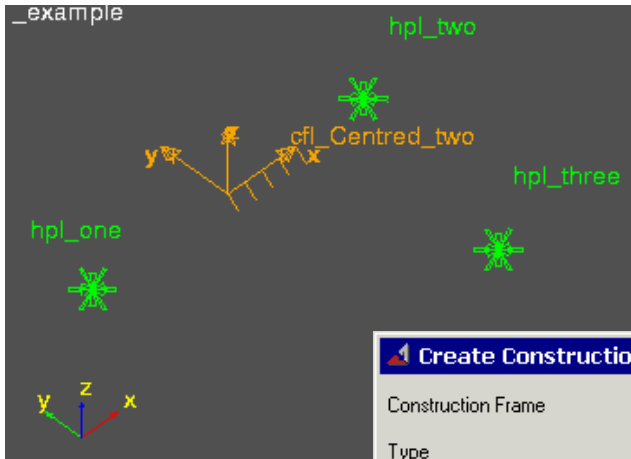 _example
hpl_two
cfl_Centred_two
y
x
hpl_three
hpl_one
z
y
x
Create Constructio
Construction Frame
Type